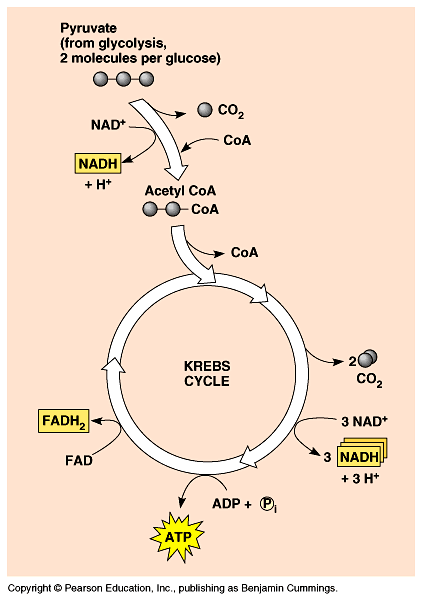 Pyruvate
(from glycolysis,
2 molecules per glucose)
CO₂
NAD⁺
CoA
NADH
+ H⁺
Acetyl CoA
CoA
CoA
KREBS
CYCLE
2
CO₂
FADH₂
3 NAD⁺
FAD
3 NADH
+ 3 H⁺
ADP + Pᵢ
ATP
Copyright © Pearson Education, Inc., publishing as Benjamin Cummings.